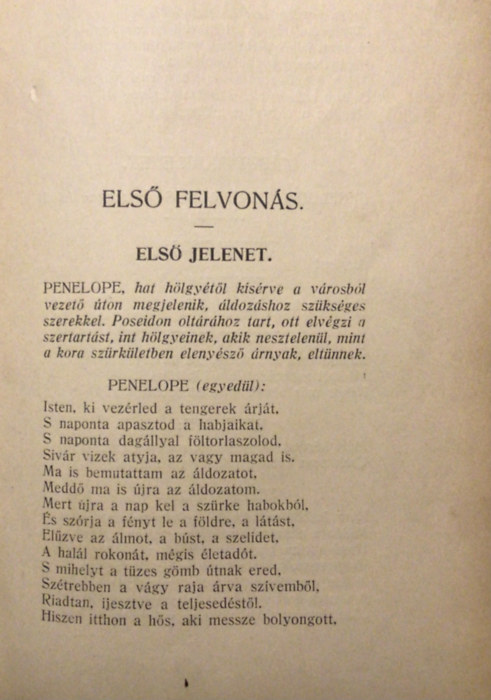 ELSŐ FELVONÁS.
ELSŐ JELENET.
PENELOPE, hat hölgyétől kisérve a városból
vezető úton megjelenik, áldozáshoz szükséges
szerekkel. Poseidon oltárához tart, ott elvégzi a
szertartást, int hölgyeinek, akik nesztelenül, mint
a kora szürkületben elenyésző árnyak, eltünnek.
PENELOPE (egyedül):
Isten, ki vezérled a tengerek árját,
S naponta apasztod a habjaikat,
S naponta dagállyal föltorlaszolod,
Sivár vizek atyja, az vagy magad is.
Ma is bemutattam az áldozatot,
Meddő ma is újra az áldozatom.
Mert újra a nap kel a szürke habokból,
És szórja a fényt le a földre, a látást,
Elűzve az álmot, a búst, a szelidet,
A halál rokonát, mégis életadót.
S mihelyt a tüzes gömb útnak ered,
Szétrebben a vágy raja árva szivemből,
Riadtan, ijesztve a teljesedéstől.
Hiszen itthon a hős, aki messze bolyongott,